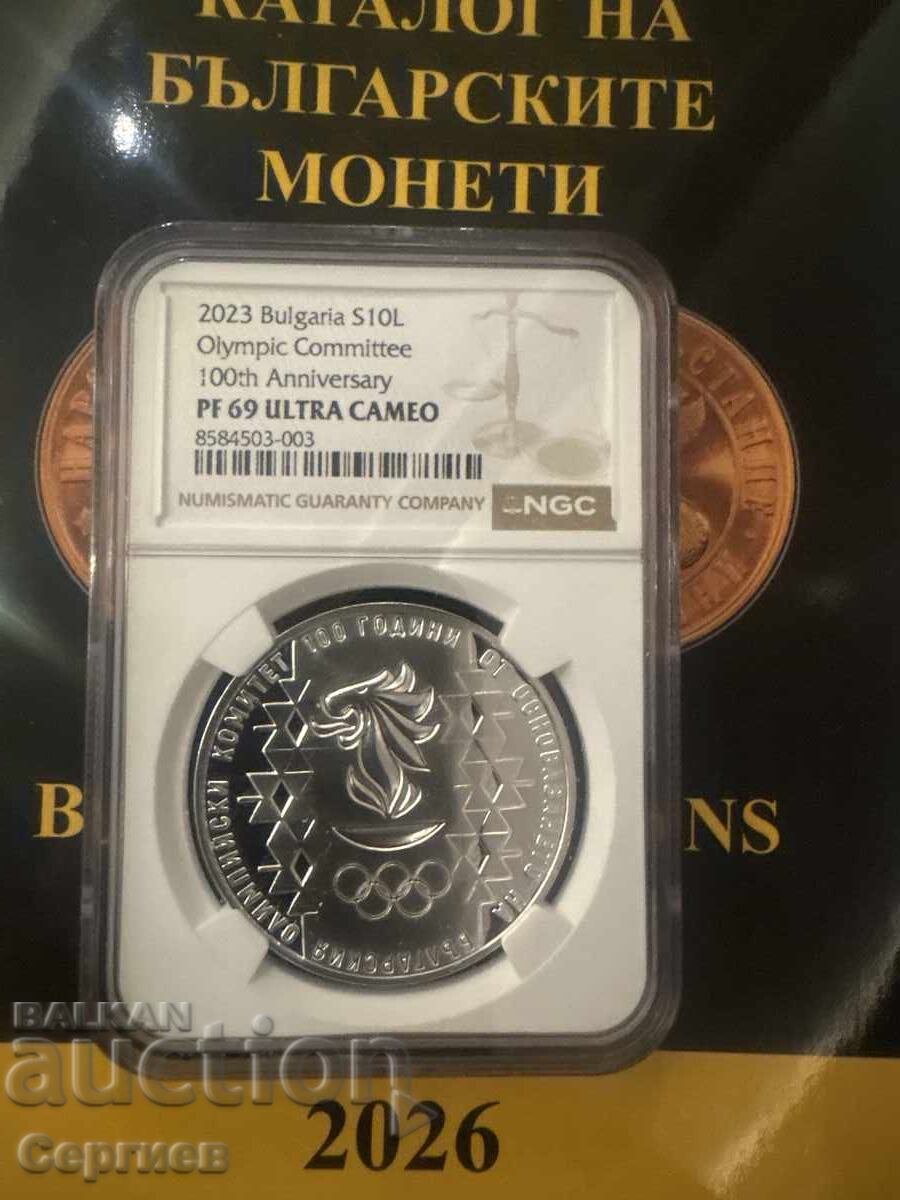 КАТАЛОГ НА
БЪЛГАРСКИТЕ
МОНЕТИ
2023 Bulgaria S10L
Olympic Committee
100th Anniversary
PF 69 ULTRA CAMEO
8584503-003
NUMISMATIC GUARANTY COMPANY NGC
100 ГОДИНИ ОТ ОСНОВАВАНЕТО НА БЪЛГАРСКИЯ ОЛИМПИЙСКИ КОМИТЕТ
B NS
BALKAN
auction
Сергиев
2026